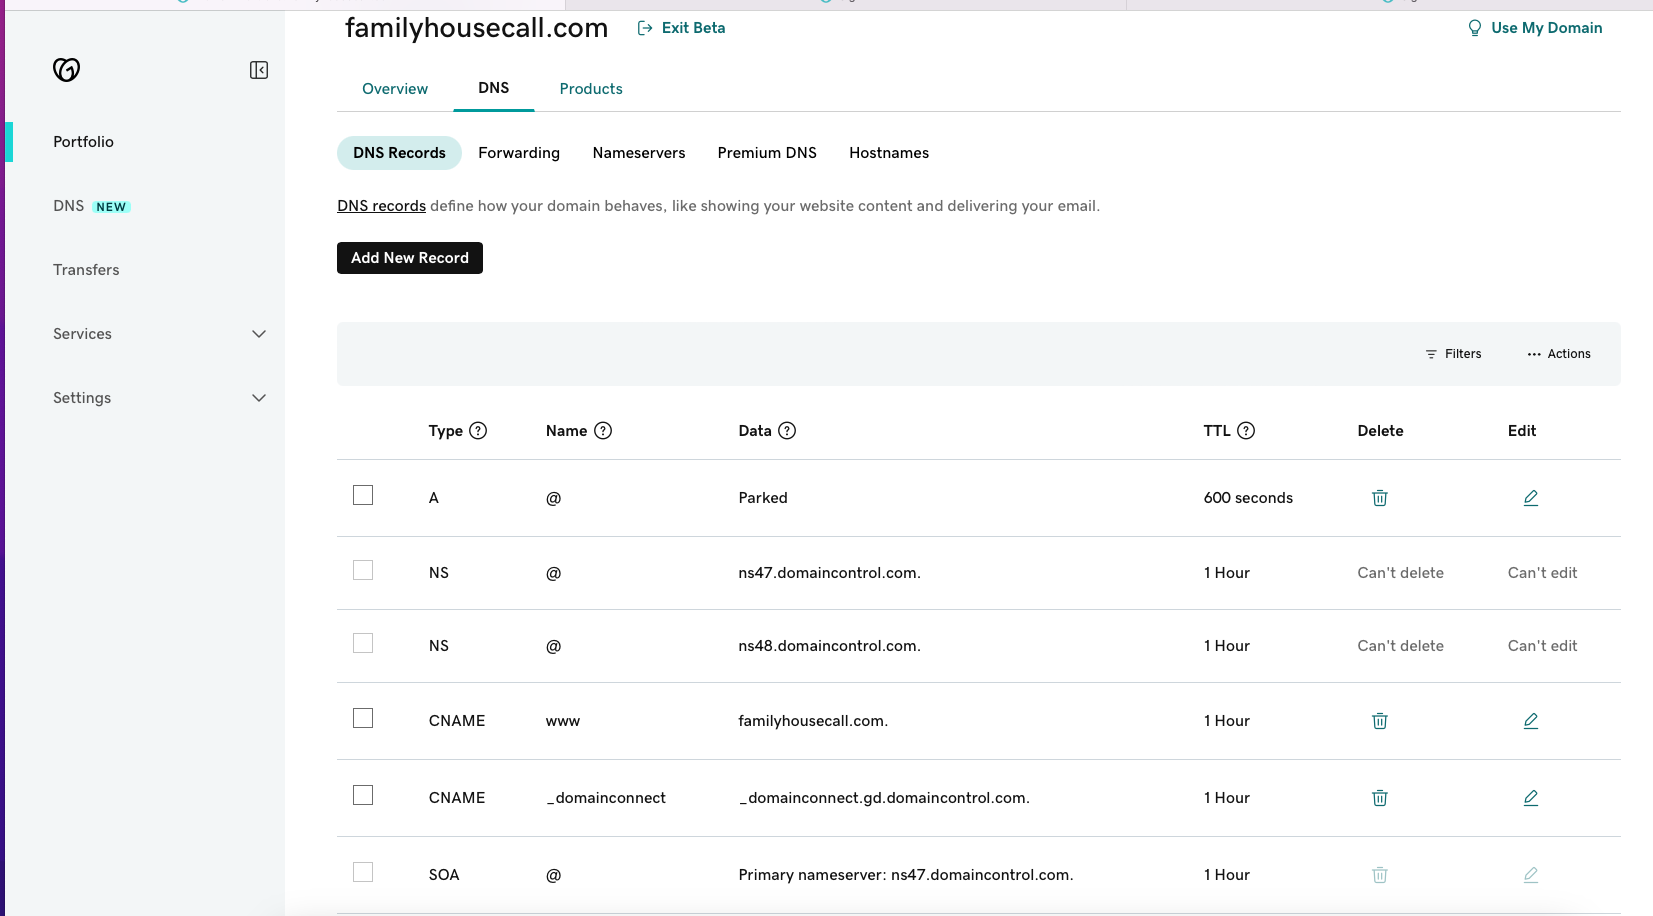 familyhousecall.com Exit Beta Use My Domain
Overview DNS Products
Portfolio
DNS Records Forwarding Nameservers Premium DNS Hostnames
DNS NEW
DNS records define how your domain behaves, like showing your website content and delivering your email.
Add New Record
Transfers
Services
Settings
Filters ··· Actions
Type ? Name ? Data ? TTL ? Delete Edit
A @ Parked 600 seconds
NS @ ns47.domaincontrol.com. 1 Hour Can't delete Can't edit
NS @ ns48.domaincontrol.com. 1 Hour Can't delete Can't edit
CNAME www familyhousecall.com. 1 Hour
CNAME _domainconnect _domainconnect.gd.domaincontrol.com. 1 Hour
SOA @ Primary nameserver: ns47.domaincontrol.com. 1 Hour